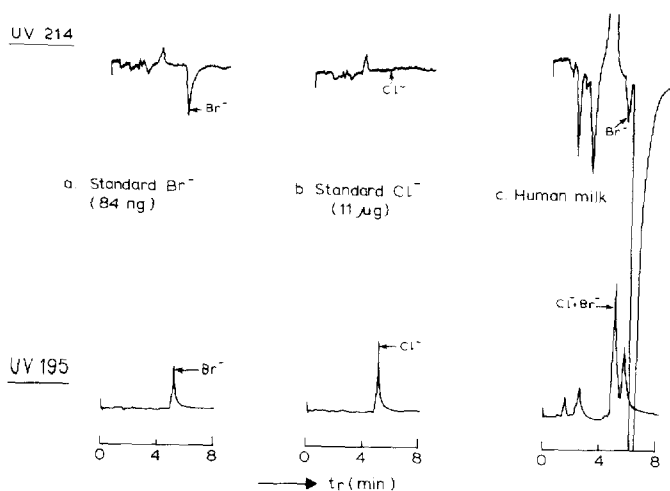 UV 214
Br⁻
Cl⁻
Br⁻
a. Standard Br⁻
(84 ng)
b Standard Cl⁻
(11 µg)
c. Human milk
UV 195
Br⁻
Cl⁻
Cl⁻+Br⁻
0 4 8
0 4 8
0 4 8
tr (min)